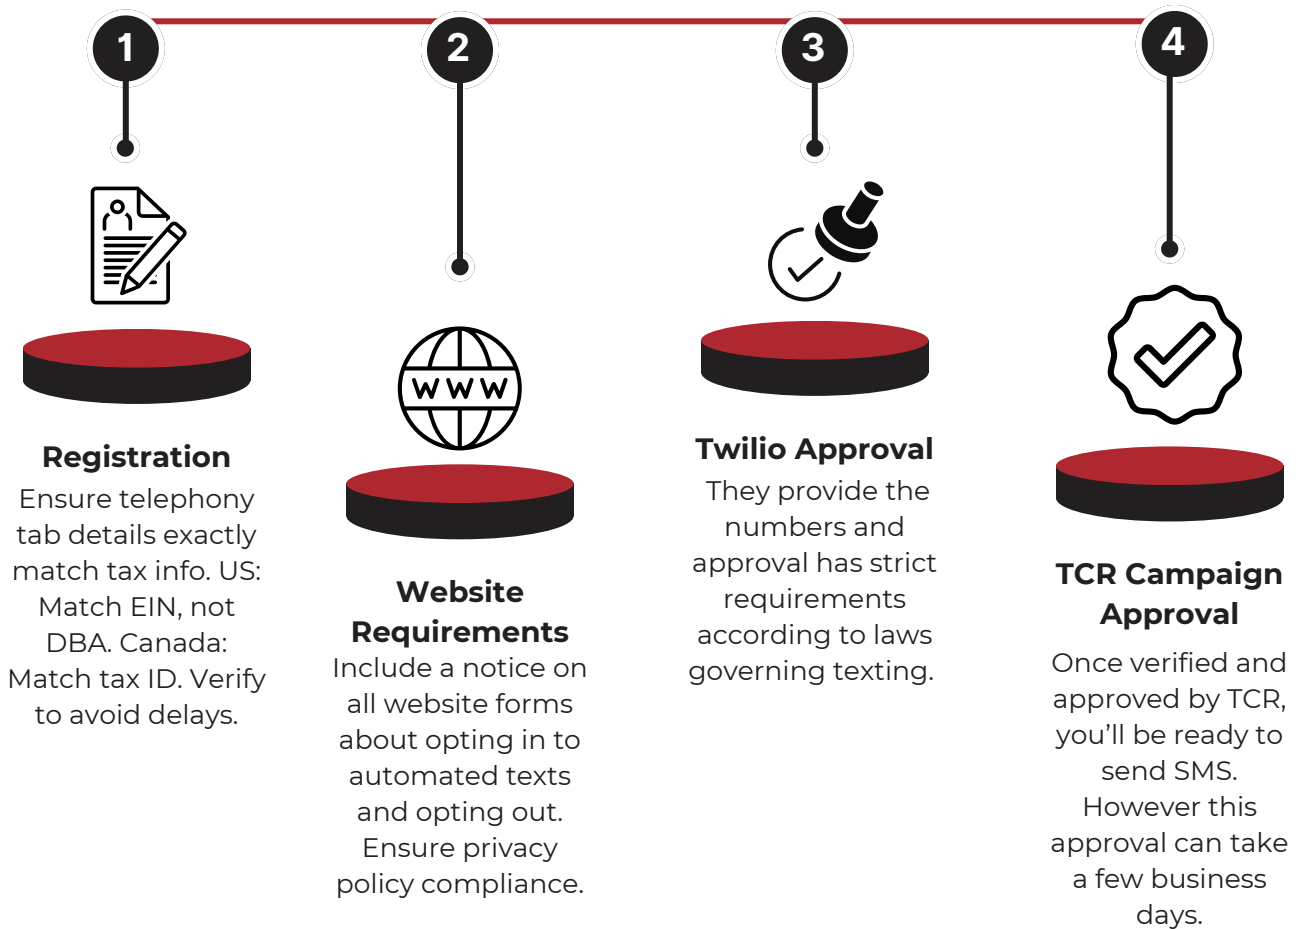 1
Registration
Ensure telephony
tab details exactly
match tax info. US:
Match EIN, not
DBA. Canada:
Match tax ID. Verify
to avoid delays.
2
WWW
Website
Requirements
Include a notice on
all website forms
about opting in to
automated texts
and opting out.
Ensure privacy
policy compliance.
3
Twilio Approval
They provide the
numbers and
approval has strict
requirements
according to laws
governing texting.
4
TCR Campaign
Approval
Once verified and
approved by TCR,
you’ll be ready to
send SMS.
However this
approval can take
a few business
days.